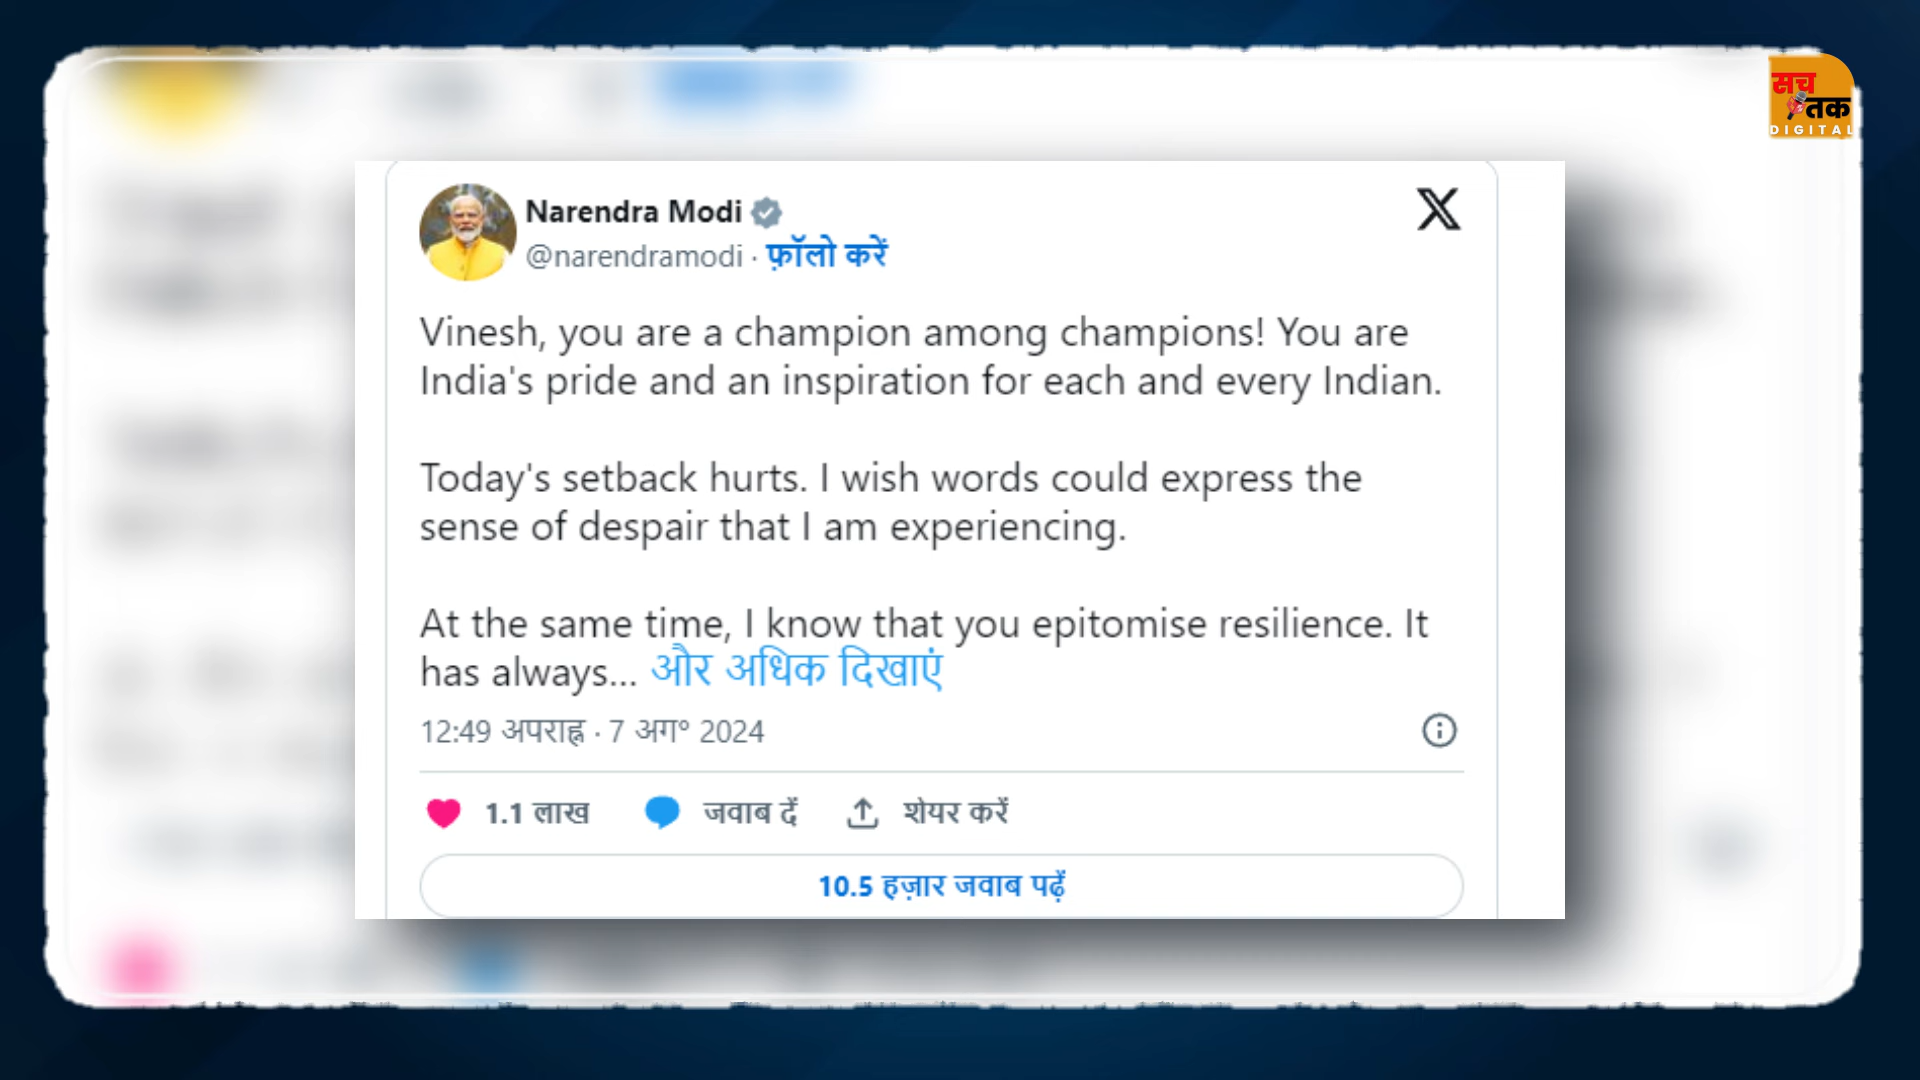 सच
तक
DIGITAL
Narendra Modi
@narendramodi · फ़ॉलो करें
Vinesh, you are a champion among champions! You are
India's pride and an inspiration for each and every Indian.
Today's setback hurts. I wish words could express the
sense of despair that I am experiencing.
At the same time, I know that you epitomise resilience. It
has always... और अधिक दिखाएं
12:49 अपराह्न · 7 अग° 2024
1.1 लाख जवाब दें शेयर करें
10.5 हज़ार जवाब पढ़ें